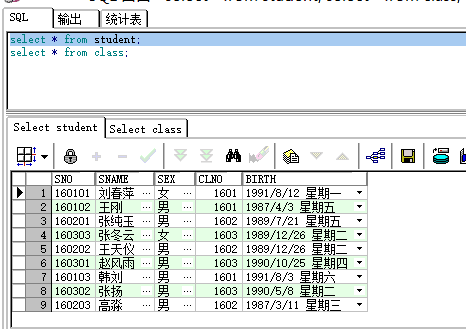 SQL 输出 统计表
select * from student;
select * from class;
Select student Select class
SNO SNAME SEX CLNO BIRTH
1 160101 刘春萍 … 女 … 1601 1991/8/12 星期一
2 160102 王刚 … 男 … 1601 1987/4/3 星期五
3 160201 张纯玉 … 男 … 1602 1989/7/21 星期五
4 160303 张冬云 … 女 … 1603 1989/12/26 星期二
5 160202 王天仪 … 男 … 1602 1989/12/26 星期二
6 160301 赵风雨 … 男 … 1603 1990/10/25 星期四
7 160103 韩刘 … 男 … 1601 1991/8/3 星期六
8 160302 张扬 … 男 … 1603 1990/5/8 星期二
9 160203 高淼 … 男 … 1602 1987/3/11 星期三